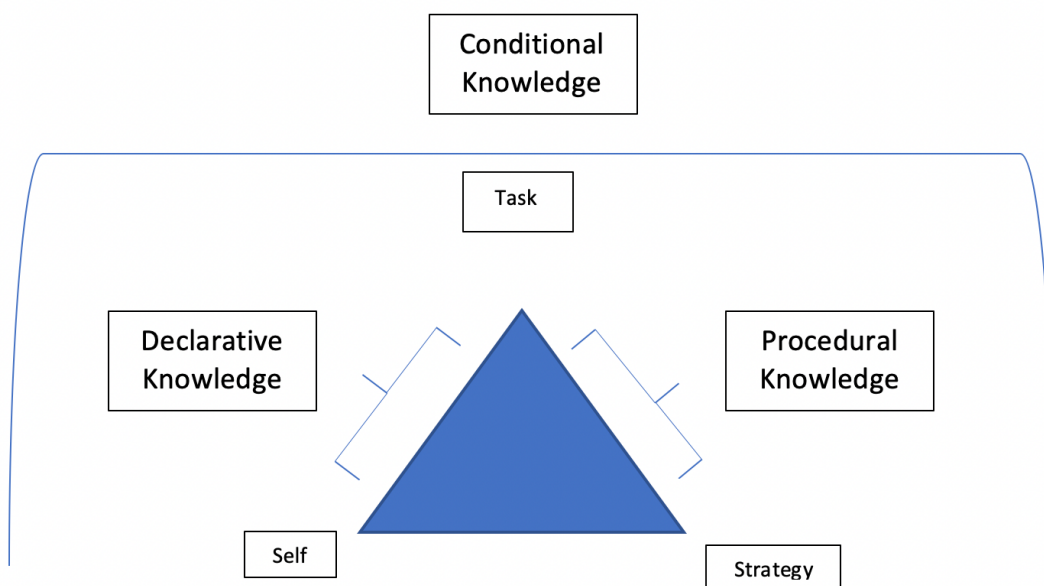 Conditional
Knowledge
Task
Declarative
Knowledge
Procedural
Knowledge
Self
Strategy